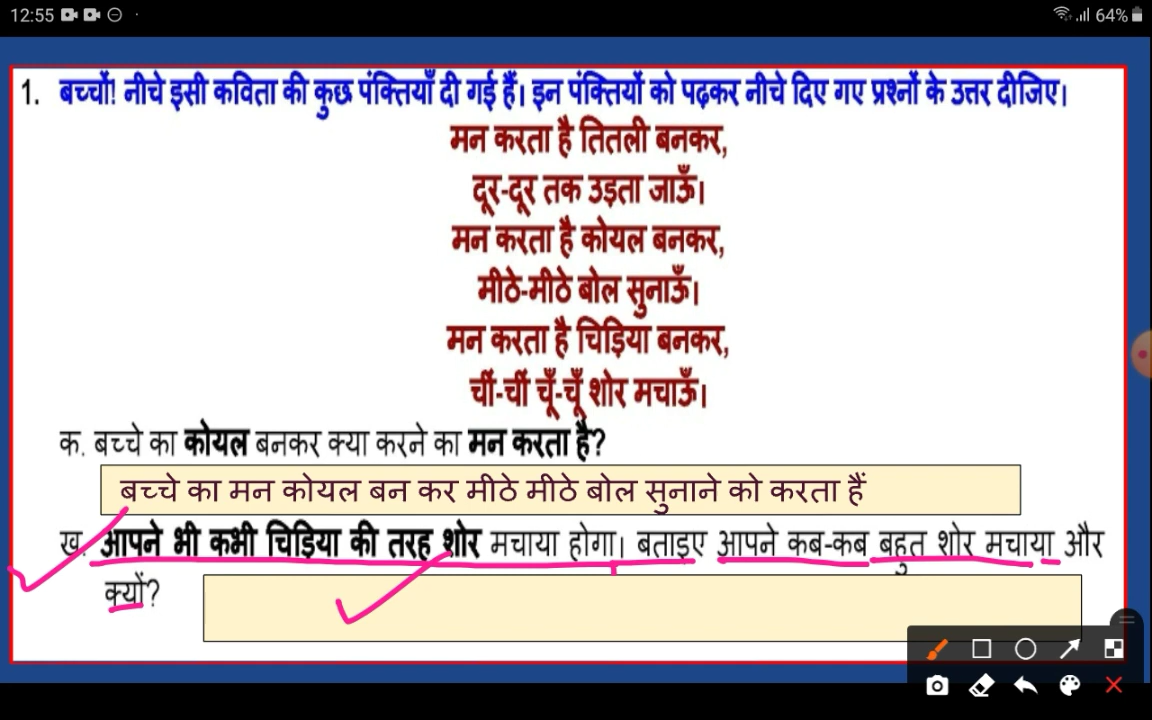 12:55
64%
1. बच्चों! नीचे इसी कविता की कुछ पंक्तियाँ दी गई हैं। इन पंक्तियों को पढ़कर नीचे दिए गए प्रश्नों के उत्तर दीजिए।
मन करता है तितली बनकर,
दूर-दूर तक उड़ता जाऊँ।
मन करता है कोयल बनकर,
मीठे-मीठे बोल सुनाऊँ।
मन करता है चिड़िया बनकर,
चीं-चीं चूँ-चूँ शोर मचाऊँ।
क. बच्चे का कोयल बनकर क्या करने का मन करता है?
बच्चे का मन कोयल बन कर मीठे मीठे बोल सुनाने को करता हैं
ख. आपने भी कभी चिड़िया की तरह शोर मचाया होगा। बताइए आपने कब-कब बहुत शोर मचाया और
क्यों?